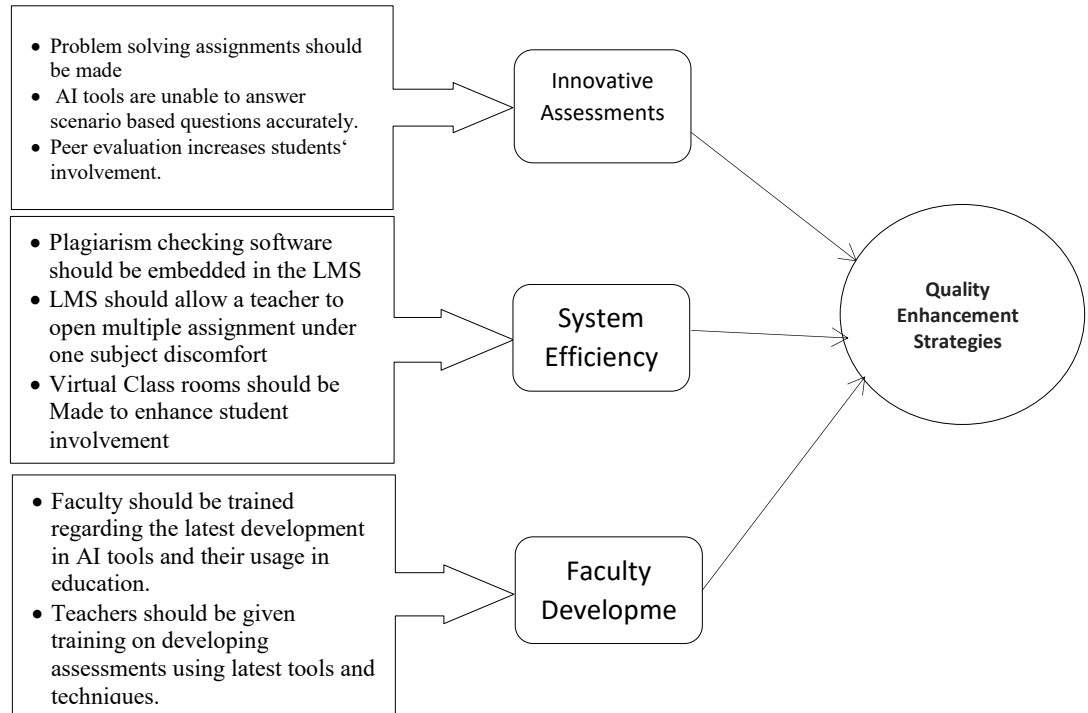 • Problem solving assignments should
be made
• AI tools are unable to answer
scenario based questions accurately.
• Peer evaluation increases students‘
involvement.
Innovative
Assessments
• Plagiarism checking software
should be embedded in the LMS
• LMS should allow a teacher to
open multiple assignment under
one subject discomfort
• Virtual Class rooms should be
Made to enhance student
involvement
System
Efficiency
• Faculty should be trained
regarding the latest development
in AI tools and their usage in
education.
• Teachers should be given
training on developing
assessments using latest tools and
techniques.
Faculty
Developme
Quality
Enhancement
Strategies